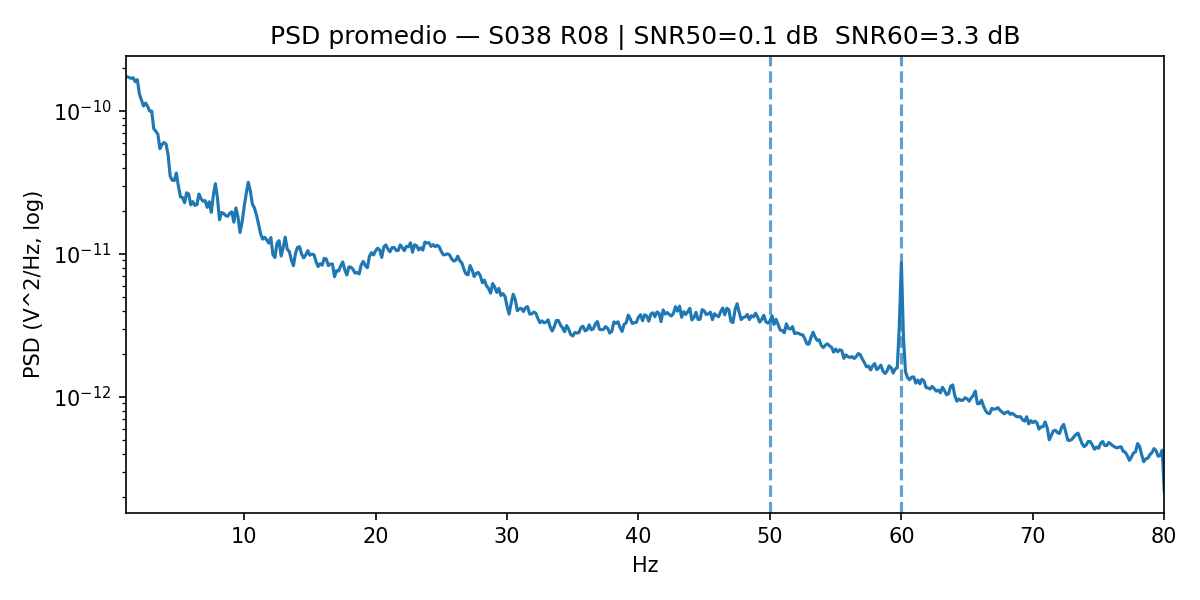 PSD promedio — S038 R08 | SNR50=0.1 dB  SNR60=3.3 dB
PSD (V^2/Hz, log)
10⁻¹⁰
10⁻¹¹
10⁻¹²
10 20 30 40 50 60 70 80
Hz